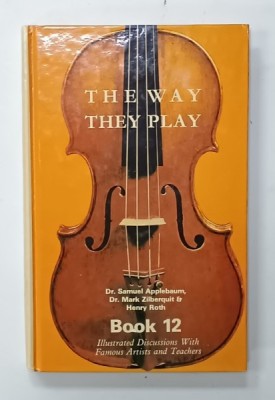 THE WAY
THEY PLAY
Dr. Samuel Applebaum,
Dr. Mark Zilberquit &
Henry Roth
Book 12
Illustrated Discussions With
Famous Artists and Teachers